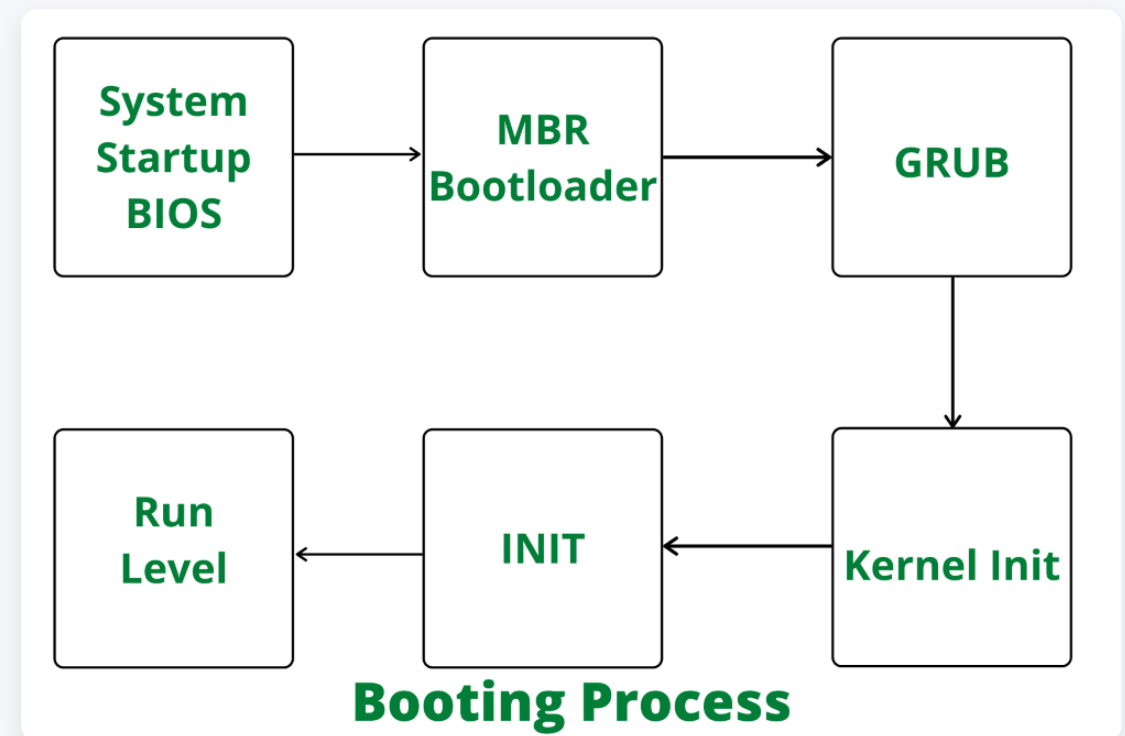 System
Startup
BIOS
MBR
Bootloader
GRUB
Run
Level
INIT
Kernel Init
Booting Process